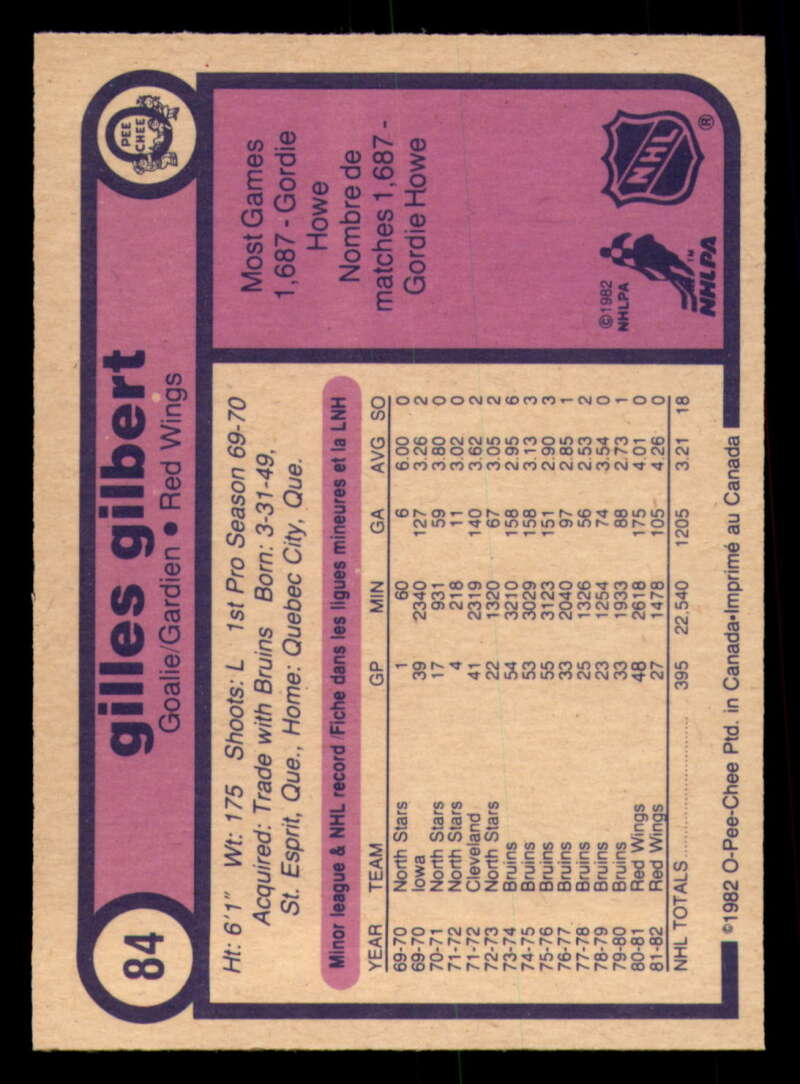 84
gilles gilbert
Goalie/Gardien • Red Wings
O
PEE
CHEE
Ht: 6'1" Wt: 175 Shoots: L 1st Pro Season 69-70
Acquired: Trade with Bruins Born: 3-31-49,
St. Esprit, Que., Home: Quebec City, Que.
Minor league & NHL record/Fiche dans les ligues mineures et la LNH
YEAR TEAM GP MIN GA AVG SO
69-70 North Stars 1 60 6 6.00 0
69-70 Iowa 39 2340 127 3.26 2
70-71 North Stars 17 931 59 3.80 0
71-72 North Stars 4 218 11 3.02 0
71-72 Cleveland 41 2319 140 3.62 2
72-73 North Stars 22 1320 67 3.05 2
73-74 Bruins 54 3210 158 2.95 6
74-75 Bruins 53 3029 158 3.13 3
75-76 Bruins 55 3123 151 2.90 3
76-77 Bruins 33 2040 97 2.85 1
77-78 Bruins 25 1326 56 2.53 2
78-79 Bruins 23 1254 74 3.54 0
79-80 Bruins 33 1933 88 2.73 1
80-81 Red Wings 48 2618 175 4.01 0
81-82 Red Wings 27 1478 105 4.26 0
NHL TOTALS 395 22,540 1205 3.21 18
Most Games
1,687 - Gordie
Howe
Nombre de
matches 1,687 -
Gordie Howe
©1982
NHLPA
NHLPA™
NHL®
©1982 O-Pee-Chee Ptd. in Canada•Imprimé au Canada